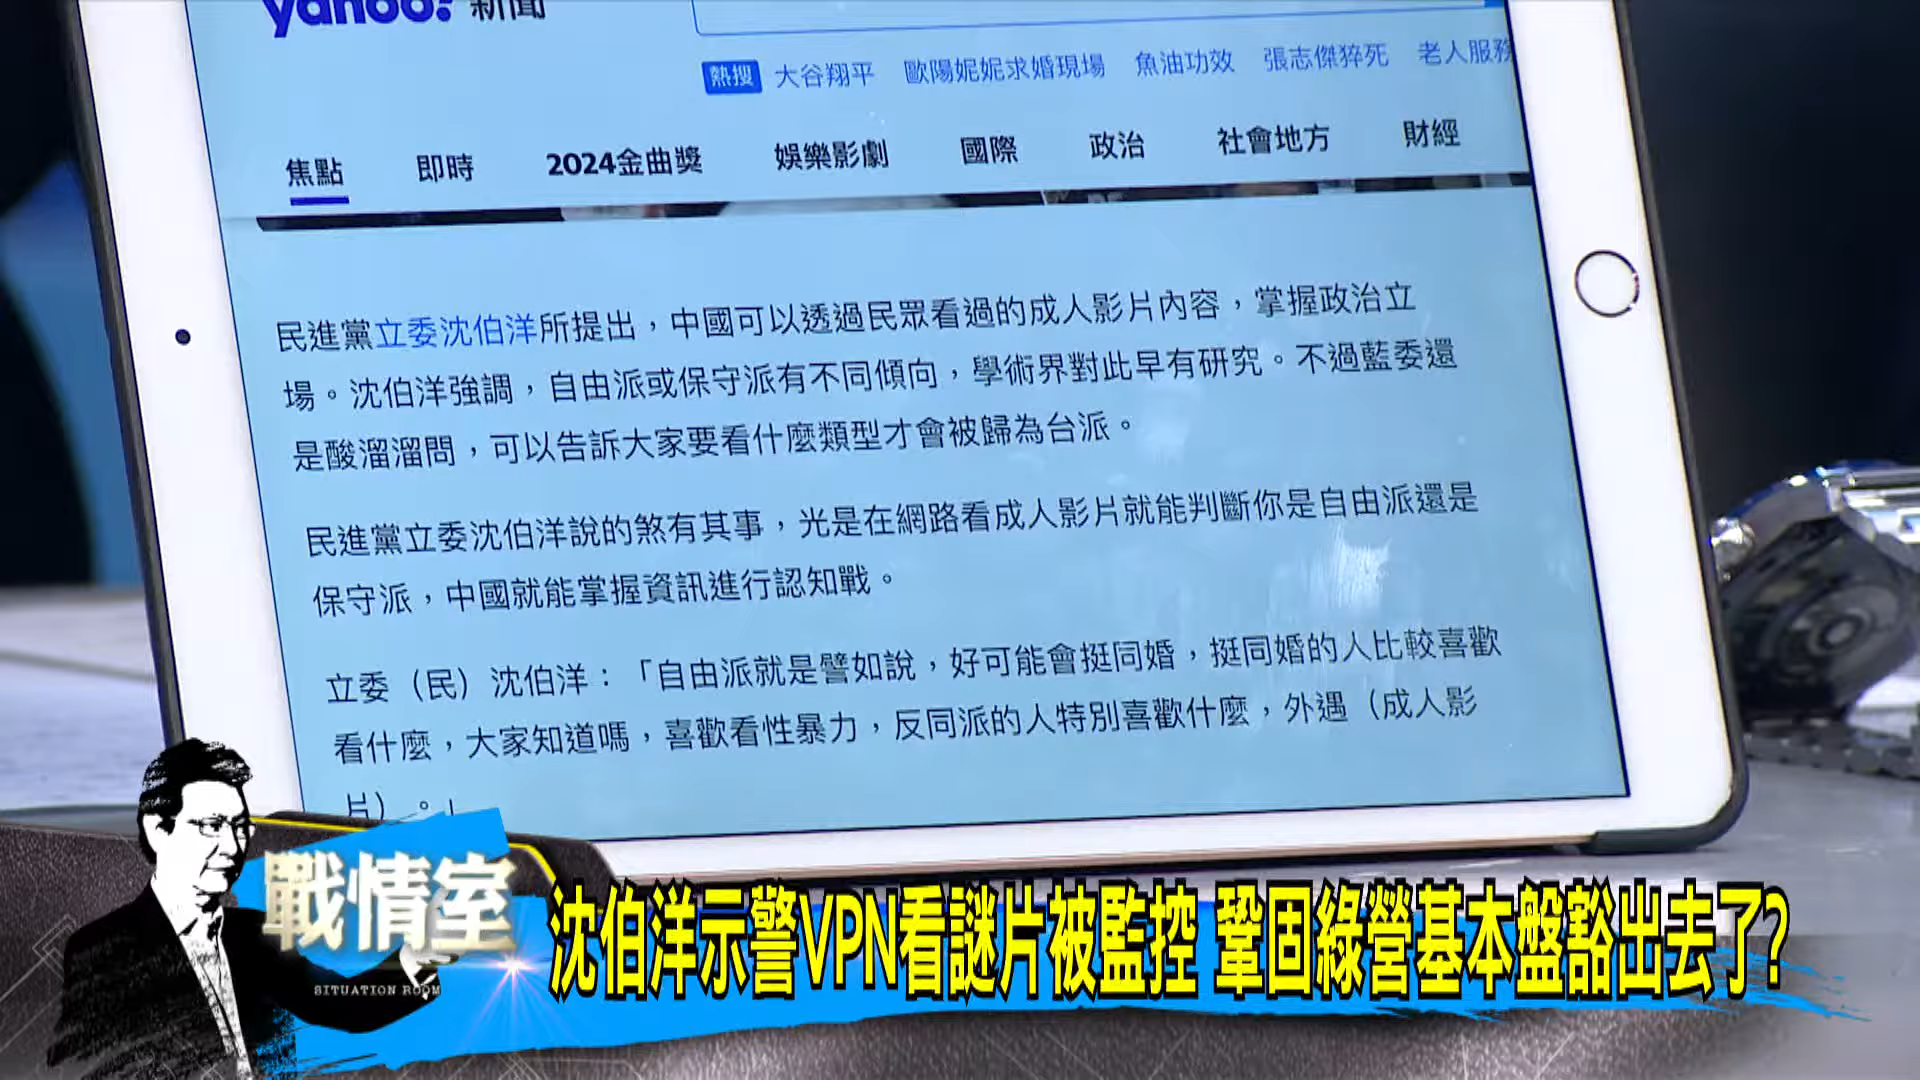 yahoo! 新聞
熱搜 大谷翔平 歐陽妮妮求婚現場 魚油功效 張志傑猝死 老人服務
焦點 即時 2024金曲獎 娛樂影劇 國際 政治 社會地方 財經
民進黨立委沈伯洋所提出，中國可以透過民眾看過的成人影片內容，掌握政治立
場。沈伯洋強調，自由派或保守派有不同傾向，學術界對此早有研究。不過藍委還
是酸溜溜問，可以告訴大家要看什麼類型才會被歸為台派。
民進黨立委沈伯洋說的煞有其事，光是在網路看成人影片就能判斷你是自由派還是
保守派，中國就能掌握資訊進行認知戰。
立委（民）沈伯洋：「自由派就是譬如說，好可能會挺同婚，挺同婚的人比較喜歡
看什麼，大家知道嗎，喜歡看性暴力，反同派的人特別喜歡什麼，外遇（成人影
片）。」
戰情室
SITUATION ROOM
沈伯洋示警VPN看謎片被監控 鞏固綠營基本盤豁出去了?